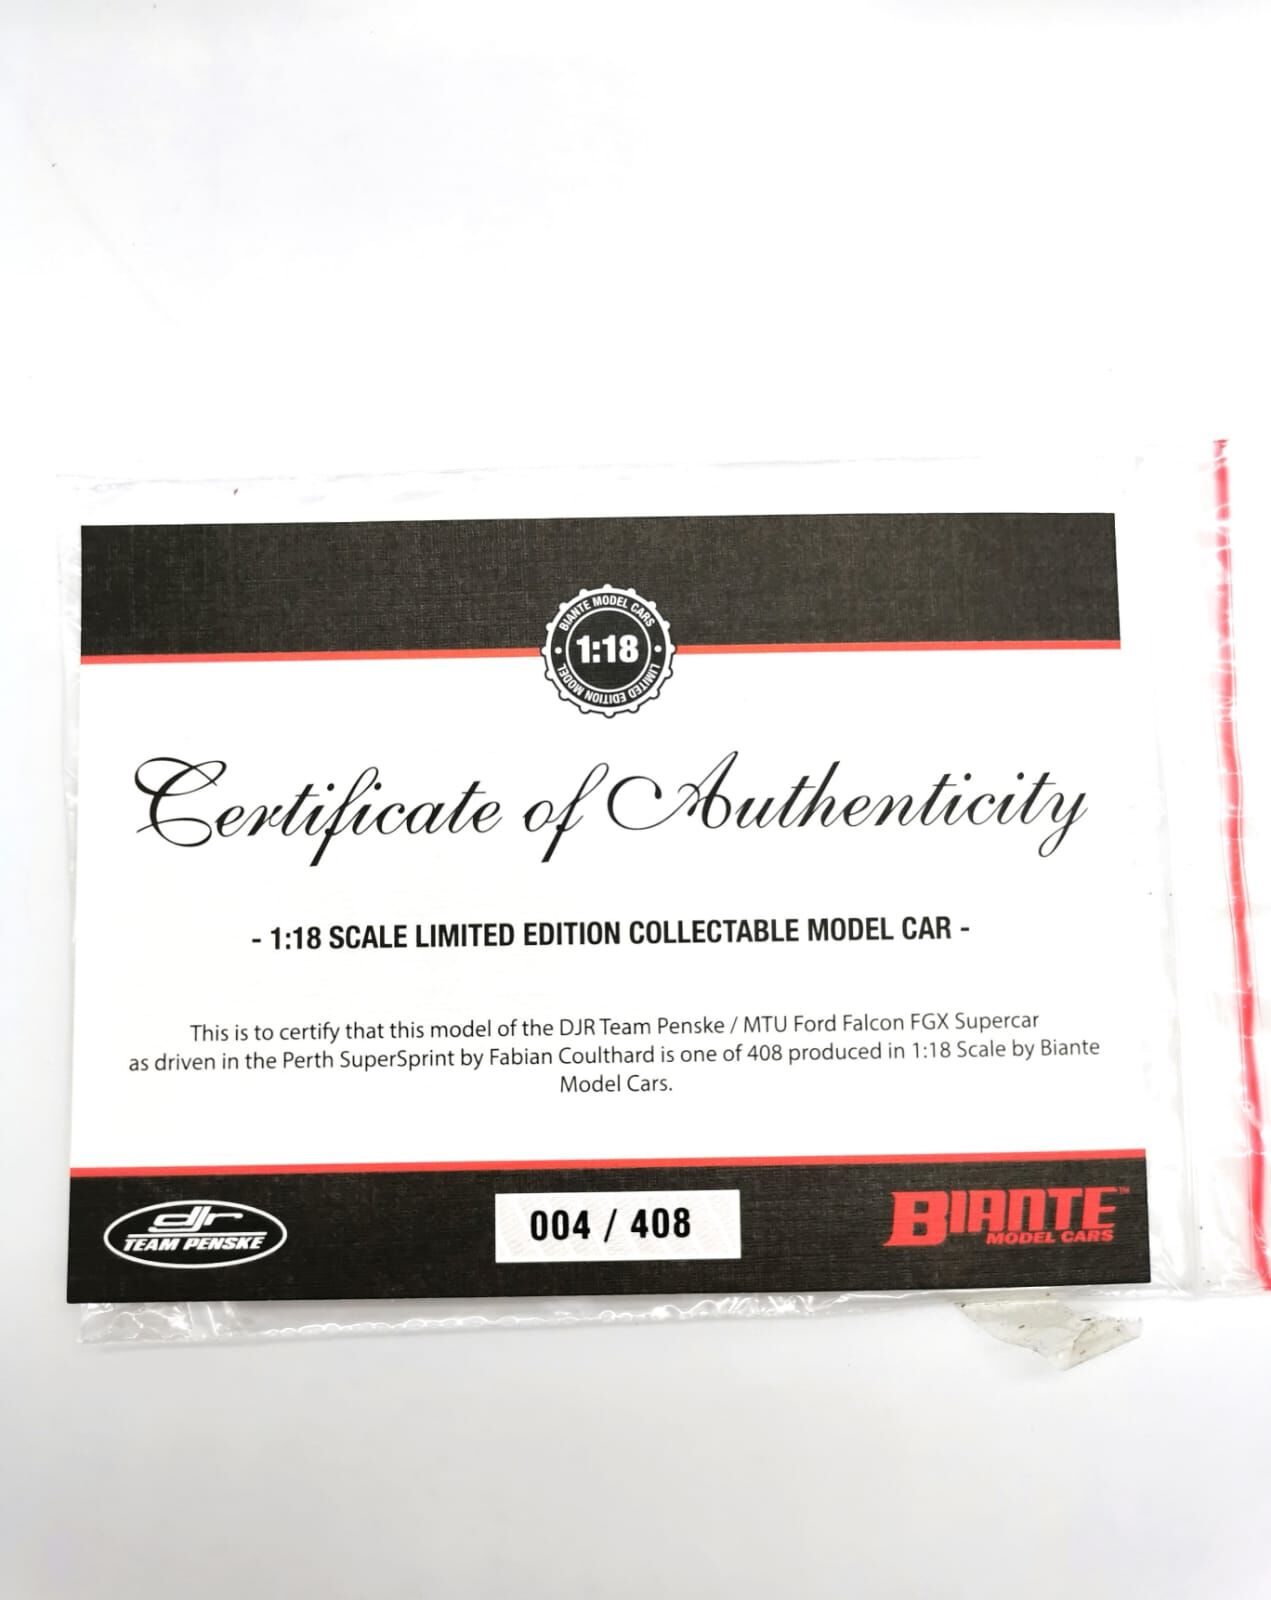 BIANTE MODEL CARS
1:18
LIMITED EDITION MODEL
Certificate of Authenticity
- 1:18 SCALE LIMITED EDITION COLLECTABLE MODEL CAR -
This is to certify that this model of the DJR Team Penske / MTU Ford Falcon FGX Supercar
as driven in the Perth SuperSprint by Fabian Coulthard is one of 408 produced in 1:18 Scale by Biante
Model Cars.
djr
TEAM PENSKE
004 / 408
BIANTE™
MODEL CARS